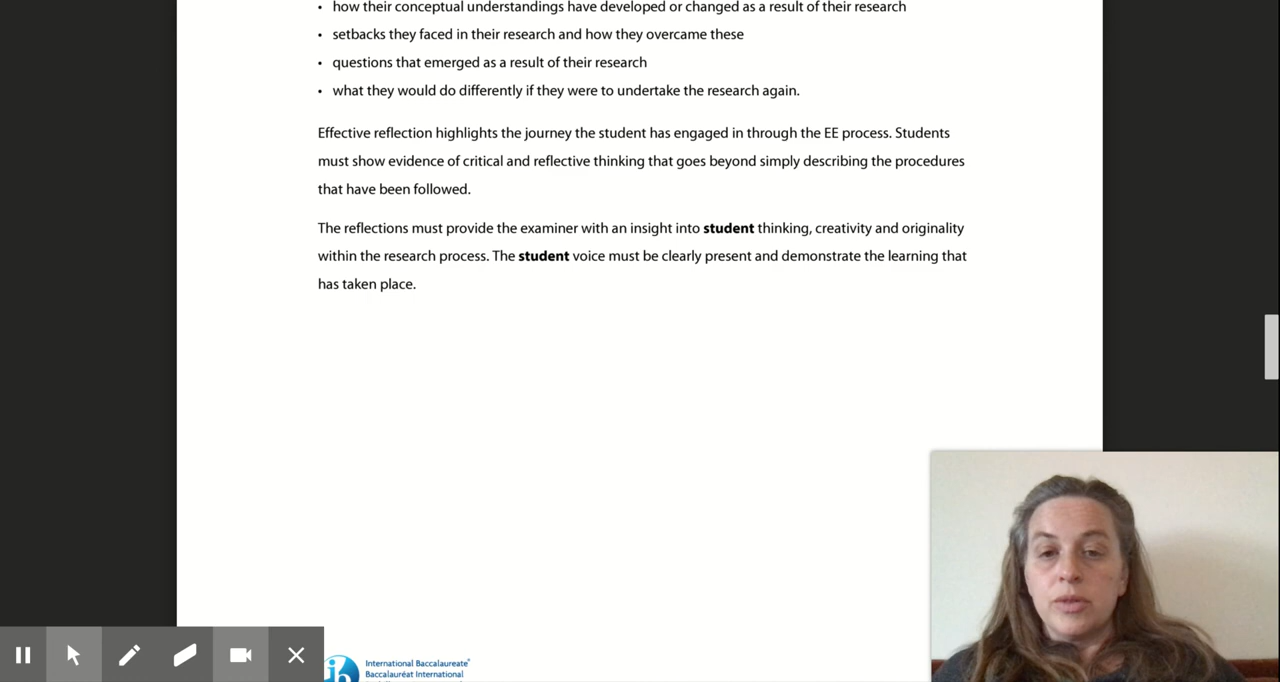 • how their conceptual understandings have developed or changed as a result of their research
• setbacks they faced in their research and how they overcame these
• questions that emerged as a result of their research
• what they would do differently if they were to undertake the research again.
Effective reflection highlights the journey the student has engaged in through the EE process. Students
must show evidence of critical and reflective thinking that goes beyond simply describing the procedures
that have been followed.
The reflections must provide the examiner with an insight into student thinking, creativity and originality
within the research process. The student voice must be clearly present and demonstrate the learning that
has taken place.
International Baccalaureate®
Baccalauréat International